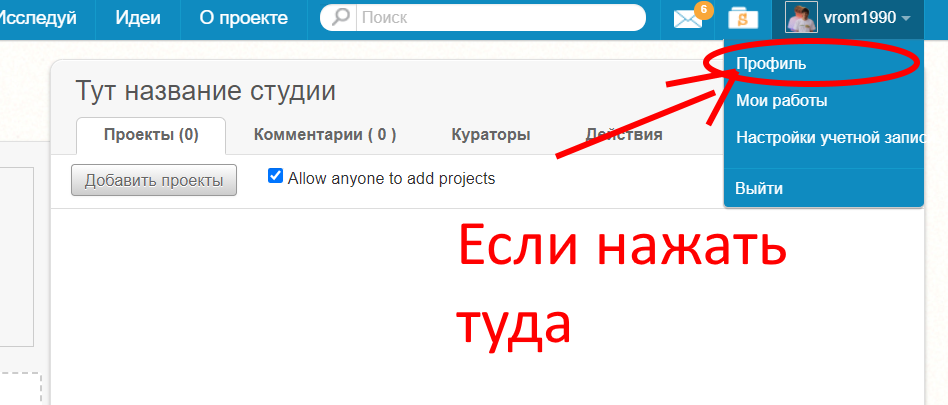 Исследуй Идеи О проекте Поиск 6 S vrom1990
Профиль
Мои работы
Настройки учетной запис
Выйти
Тут название студии
Проекты (0) Комментарии ( 0 ) Кураторы Действия
Добавить проекты Allow anyone to add projects
Если нажать
туда